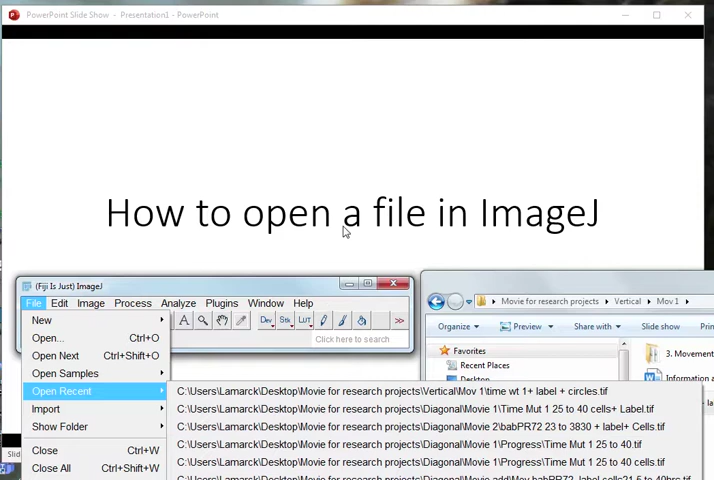 PowerPoint Slide Show - Presentation1 - PowerPoint
How to open a file in ImageJ
(Fiji Is Just) ImageJ
File Edit Image Process Analyze Plugins Window Help
Dev Stk LUT >>
Click here to search
New
Open... Ctrl+O
Open Next Ctrl+Shift+O
Open Samples
Open Recent
Import
Show Folder
Close Ctrl+W
Close All Ctrl+Shift+W
C:\Users\Lamarck\Desktop\Movie for research projects\Vertical\Mov 1\time wt 1+ label + circles.tif
C:\Users\Lamarck\Desktop\Movie for research projects\Diagonal\Movie 1\Time Mut 1 25 to 40 cells+ Label.tif
C:\Users\Lamarck\Desktop\Movie for research projects\Diagonal\Movie 2\babPR72 23 to 3830 + label+ Cells.tif
C:\Users\Lamarck\Desktop\Movie for research projects\Diagonal\Movie 1\Progress\Time Mut 1 25 to 40.tif
C:\Users\Lamarck\Desktop\Movie for research projects\Diagonal\Movie 1\Progress\Time Mut 1 25 to 40 cells.tif
Movie for research projects Vertical Mov 1
Organize Preview Share with Slide show
Favorites
Recent Places
Desktop
3. Movement
Information a